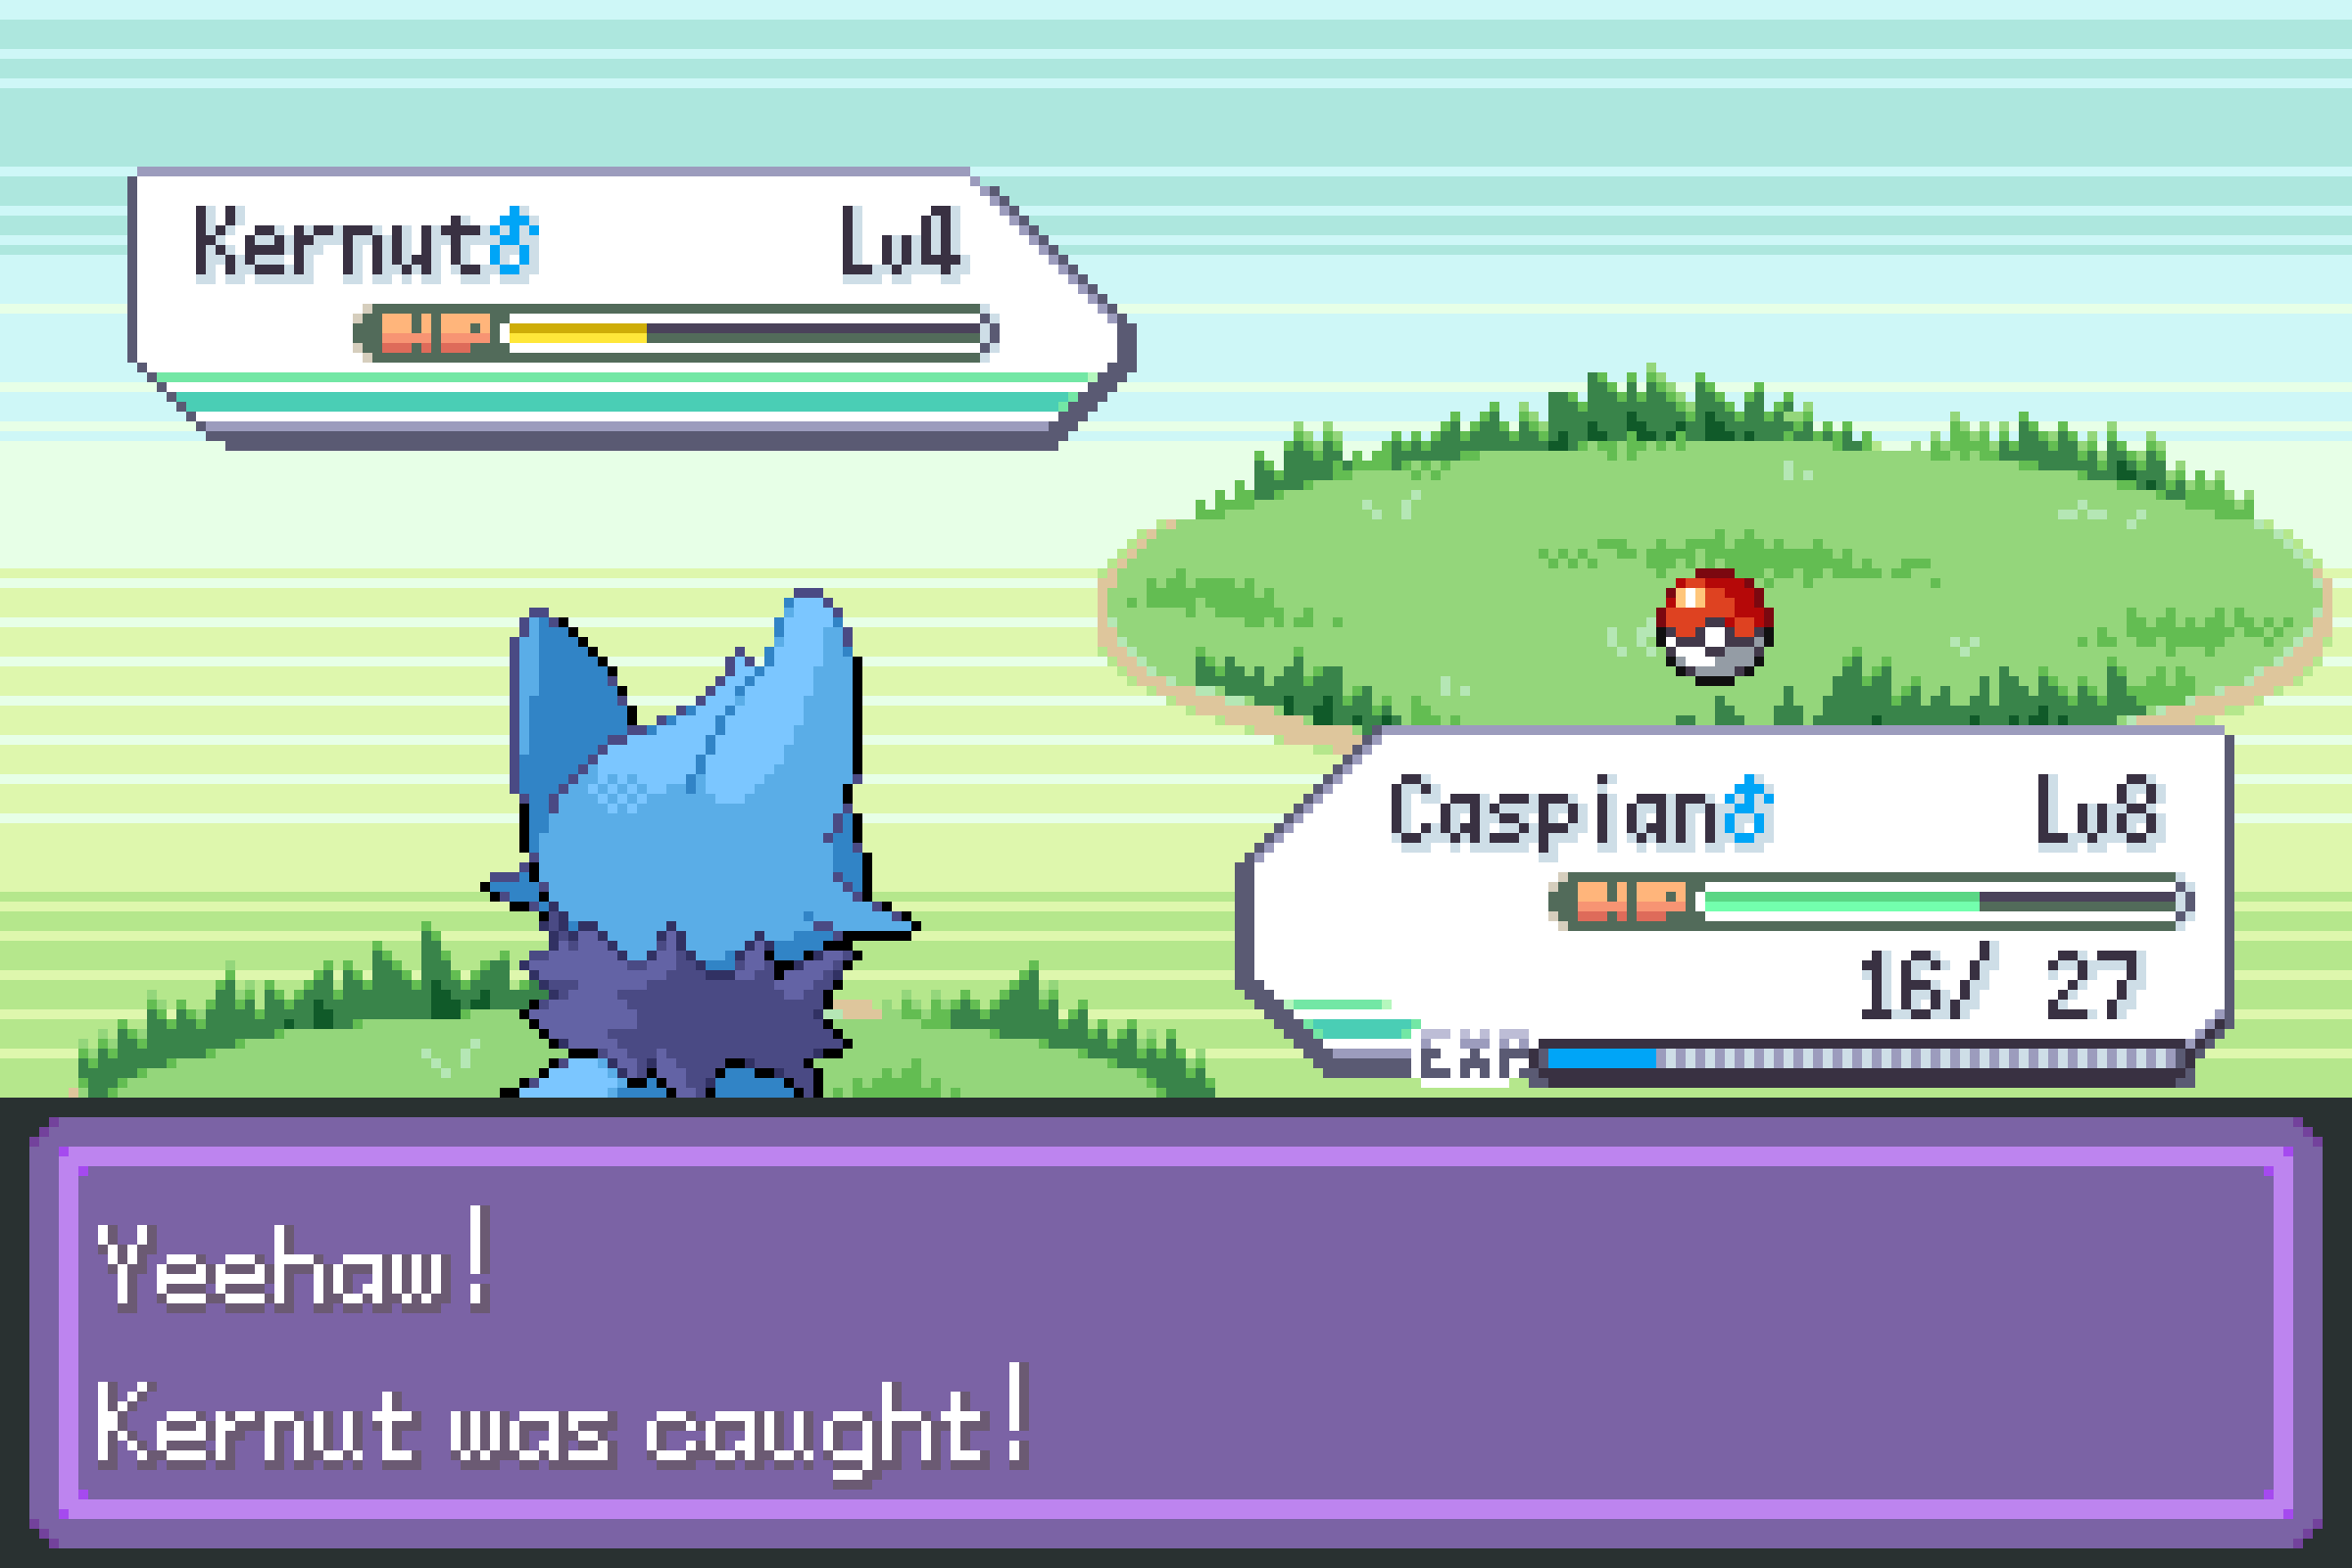 Kernut♂ Lv4
HP
Caspian♂ Lv8
HP
16/ 27
EXP
Yeehaw!
Kernut was caught!